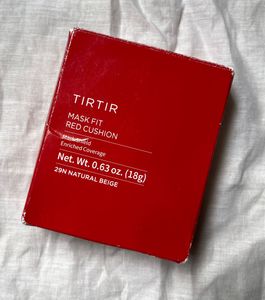 TIRTIR
MASK FIT
RED CUSHION
Enriched Coverage
Net. Wt. 0.63 oz. (18g)
29N NATURAL BEIGE